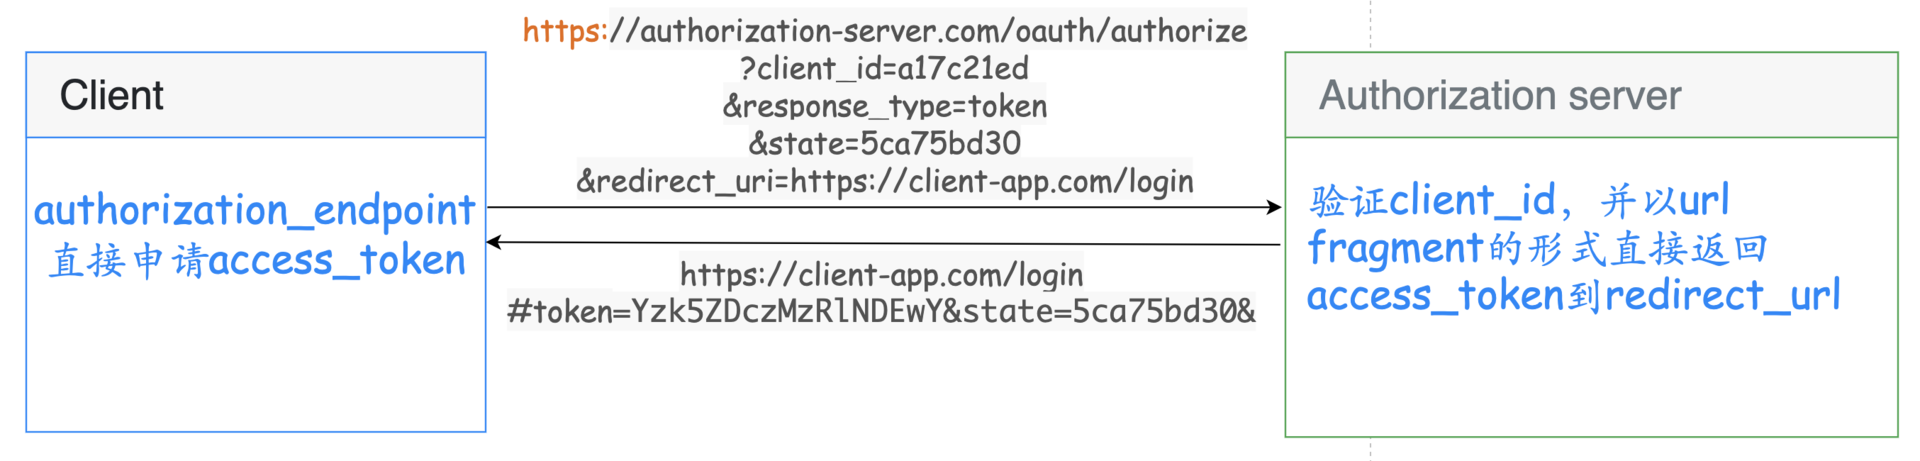 Client
authorization_endpoint
直接申请access_token
https://authorization-server.com/oauth/authorize
?client_id=a17c21ed
&response_type=token
&state=5ca75bd30
&redirect_uri=https://client-app.com/login
https://client-app.com/login
#token=Yzk5ZDczMzRlNDEwY&state=5ca75bd30&
Authorization server
验证client_id，并以url
fragment的形式直接返回
access_token到redirect_url